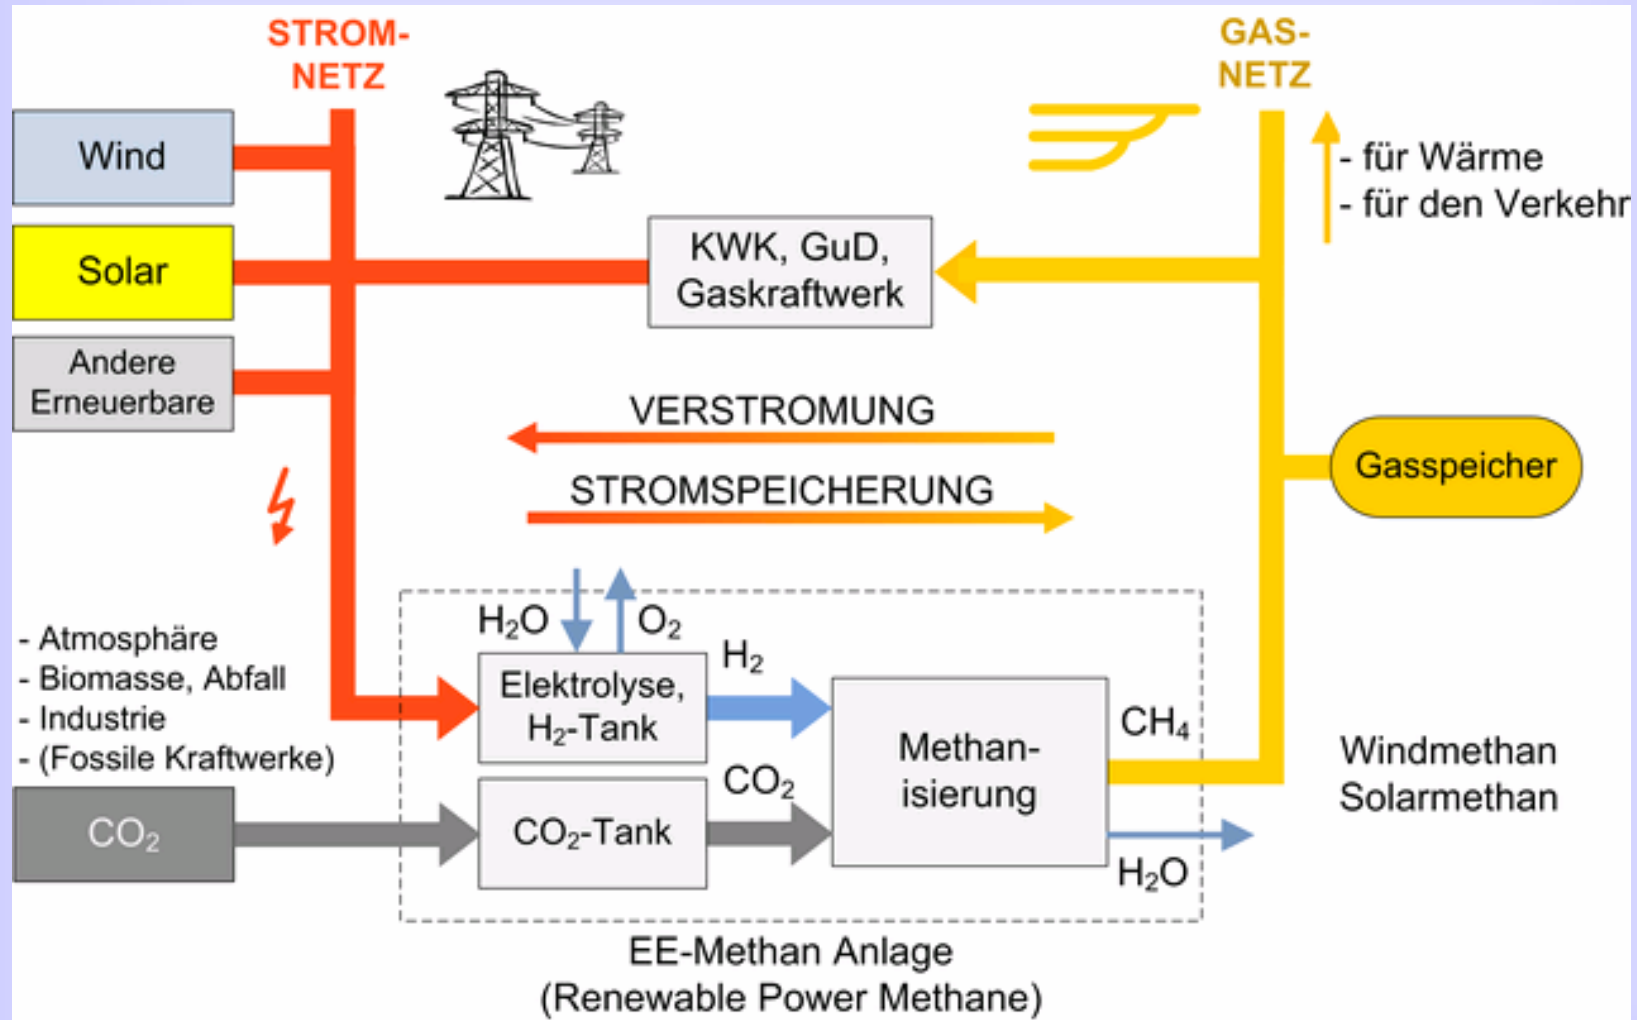 STROM-
NETZ
GAS-
NETZ
Wind
- für Wärme
- für den Verkehr
Solar
KWK, GuD,
Gaskraftwerk
Andere
Erneuerbare
VERSTROMUNG
STROMSPEICHERUNG
Gasspeicher
- Atmosphäre
- Biomasse, Abfall
- Industrie
- (Fossile Kraftwerke)
CO₂
H₂O
O₂
Elektrolyse,
H₂-Tank
H₂
CO₂-Tank
CO₂
Methan-
isierung
CH₄
H₂O
Windmethan
Solarmethan
EE-Methan Anlage
(Renewable Power Methane)